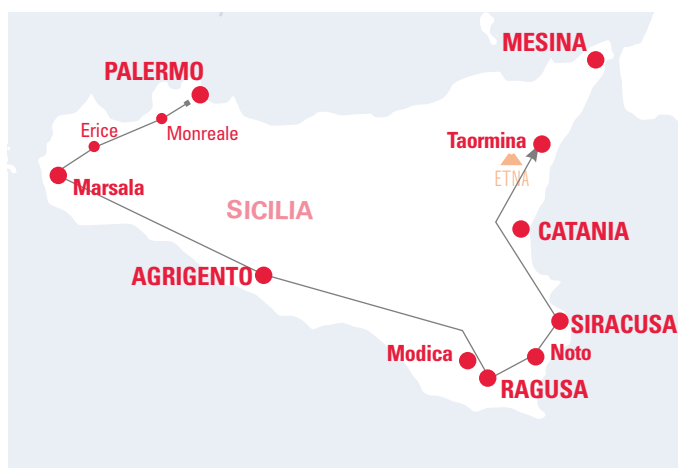 MESINA
PALERMO
Erice
Monreale
Taormina
ETNA
Marsala
SICILIA
CATANIA
AGRIGENTO
SIRACUSA
Modica
Noto
RAGUSA